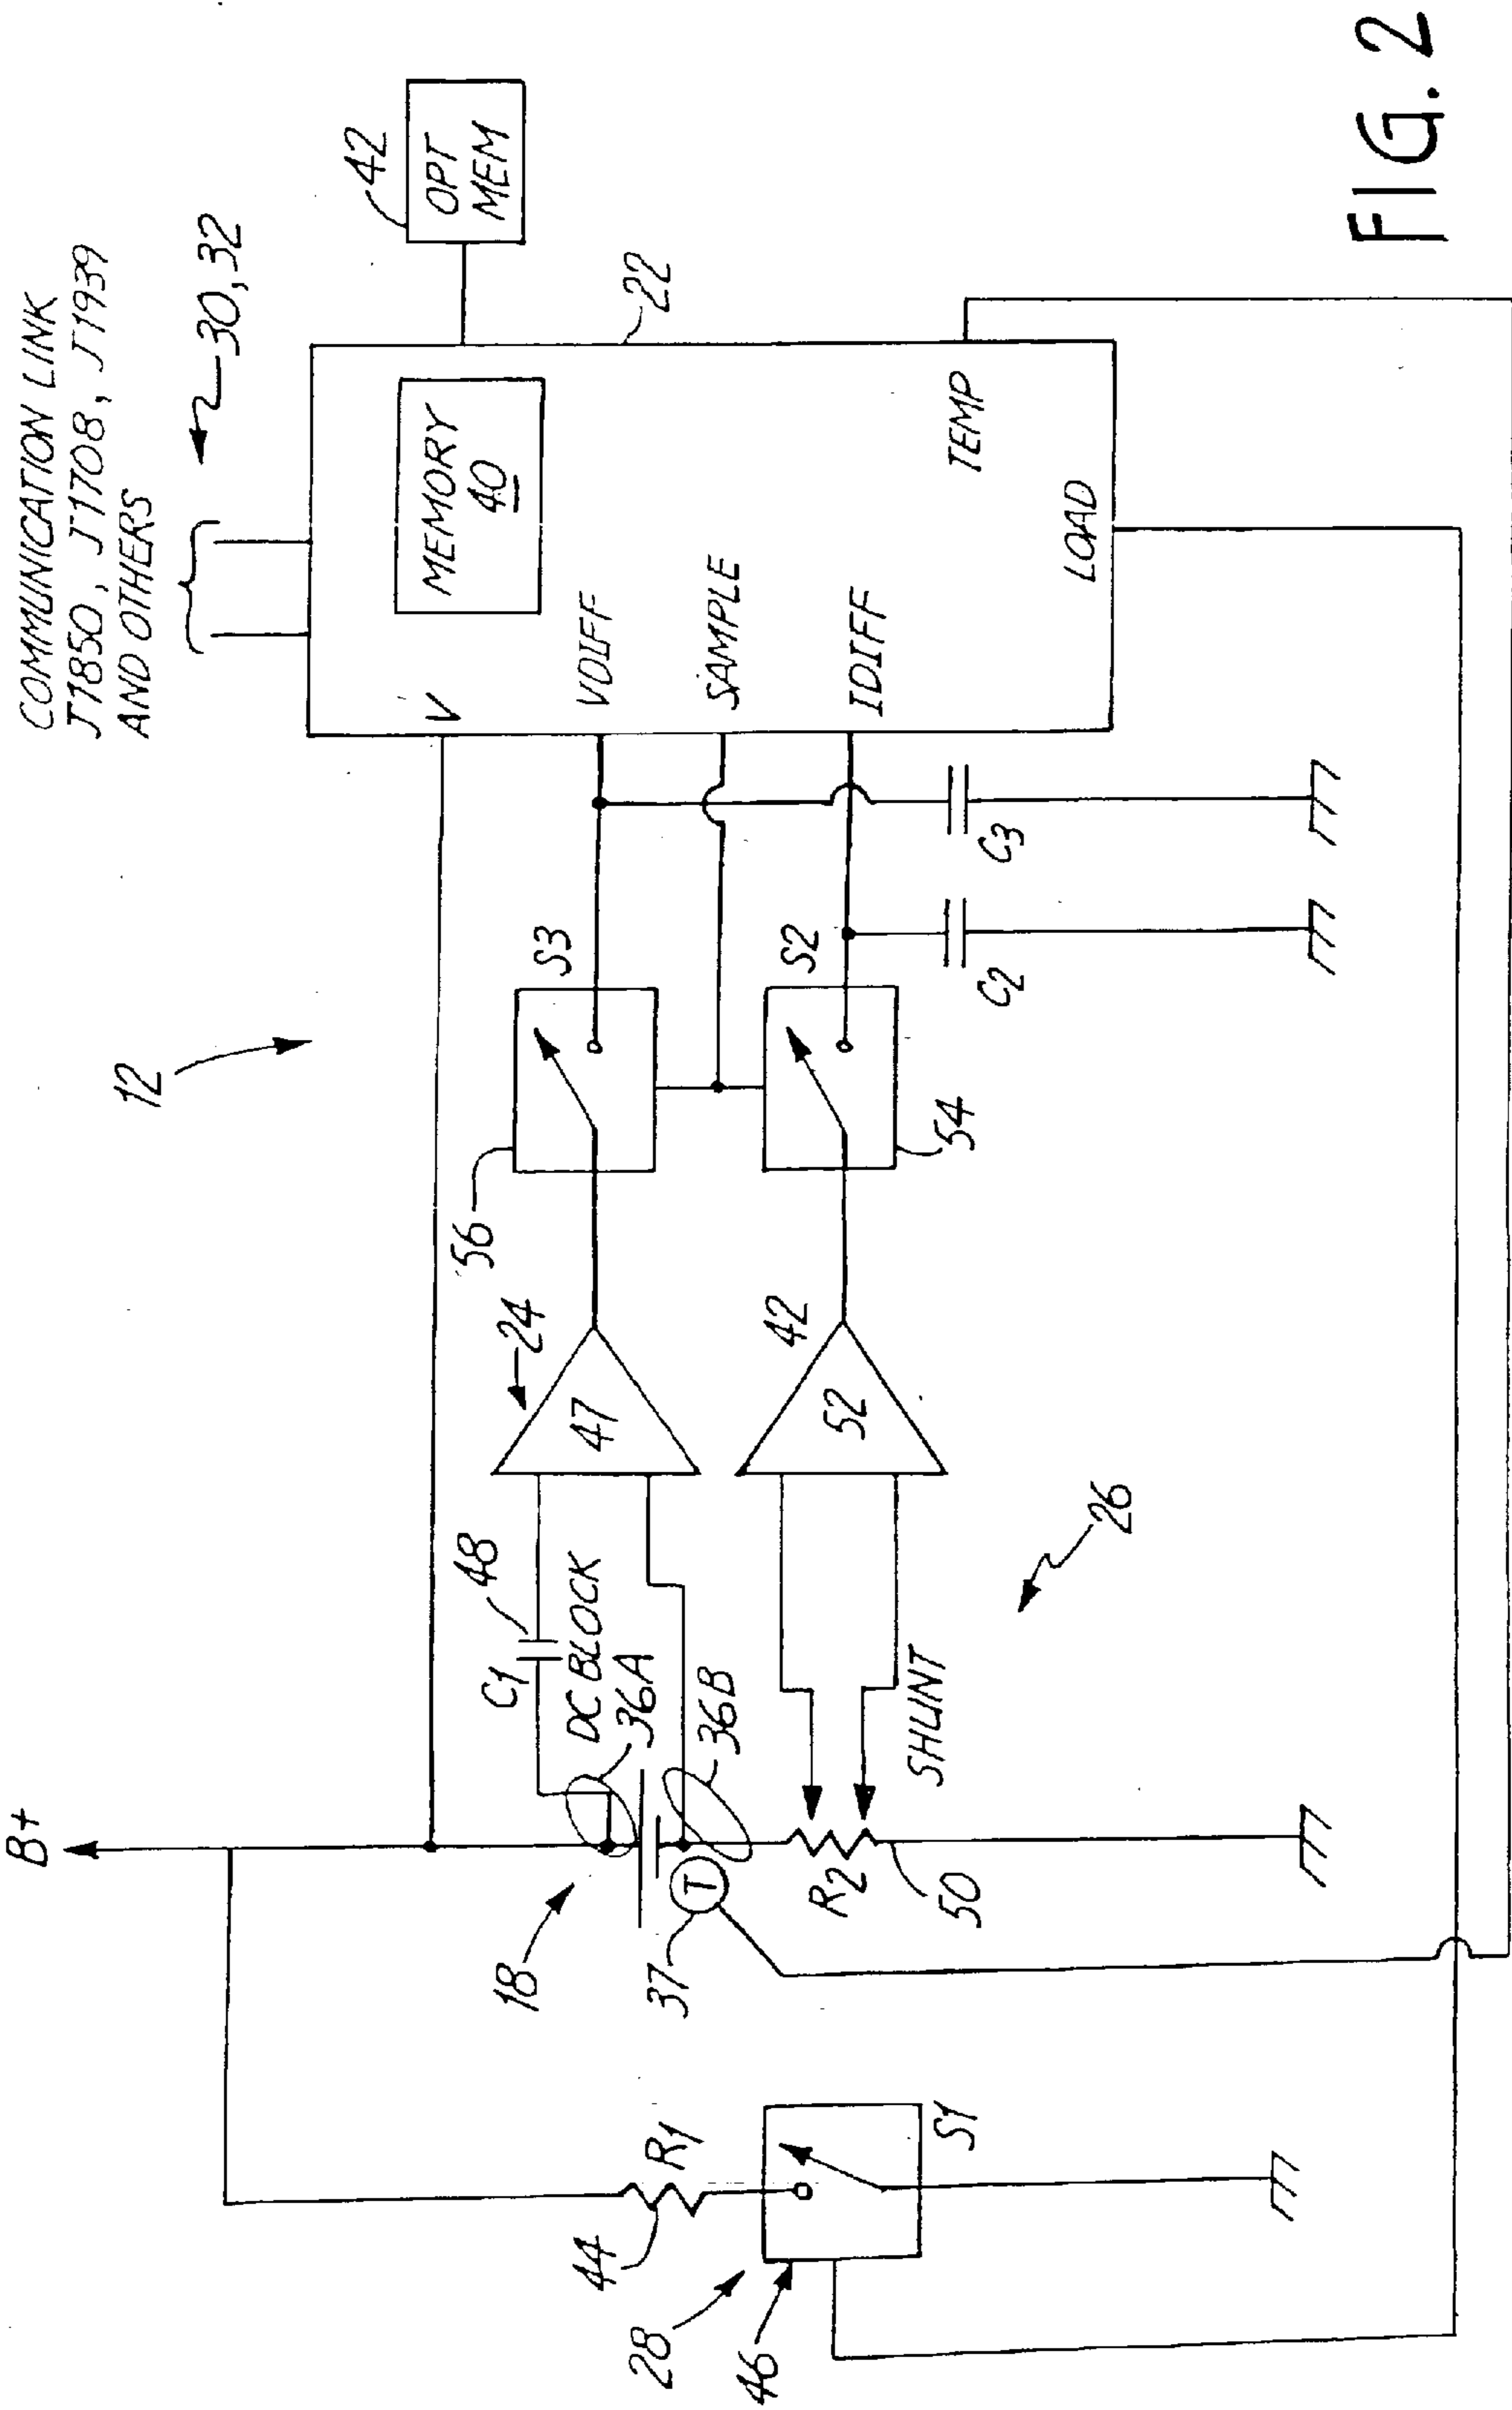 COMMUNICATION LINK
J1850, J1708, J1939
AND OTHERS
30,32
42
OPT
MEM
22
MEMORY
40
V
VDIFF
SAMPLE
IDIFF
TEMP
LOAD
12
B+
S3
56
24
47
C1
48
DC BLOCK
36A
36B
18
T
37
S2
54
42
52
C2
C3
SHUNT
26
R2
50
R1
44
S1
28
46
FIG. 2